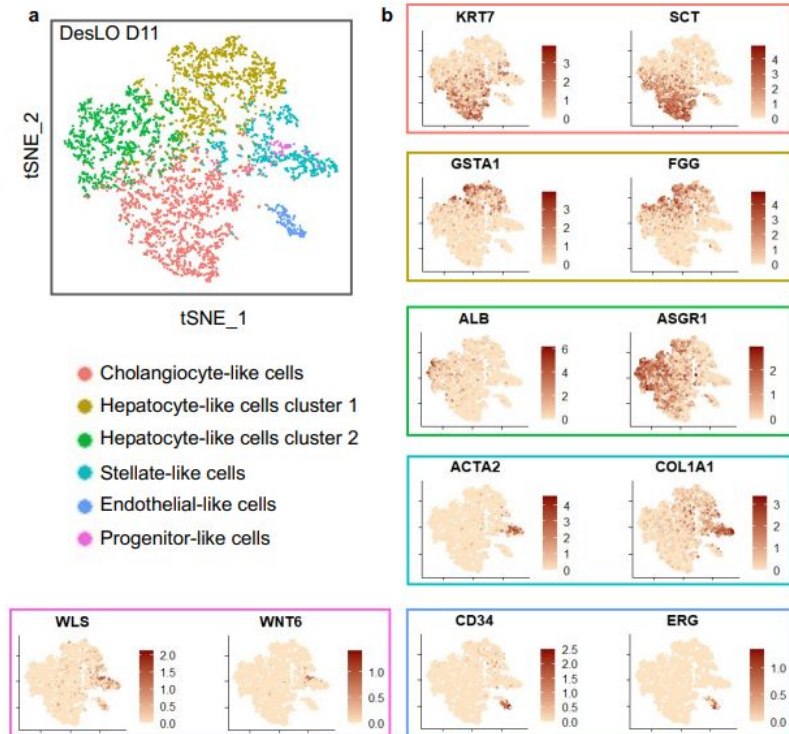 a
DesLO D11
tSNE_2
tSNE_1
Cholangiocyte-like cells
Hepatocyte-like cells cluster 1
Hepatocyte-like cells cluster 2
Stellate-like cells
Endothelial-like cells
Progenitor-like cells
b
KRT7
3
2
1
0
SCT
4
3
2
1
0
GSTA1
3
2
1
0
FGG
4
3
2
1
0
ALB
6
4
2
0
ASGR1
2
1
0
ACTA2
4
3
2
1
0
COL1A1
3
2
1
0
WLS
2.0
1.5
1.0
0.5
0.0
WNT6
1.0
0.5
0.0
CD34
2.5
2.0
1.5
1.0
0.5
0.0
ERG
1.0
0.5
0.0